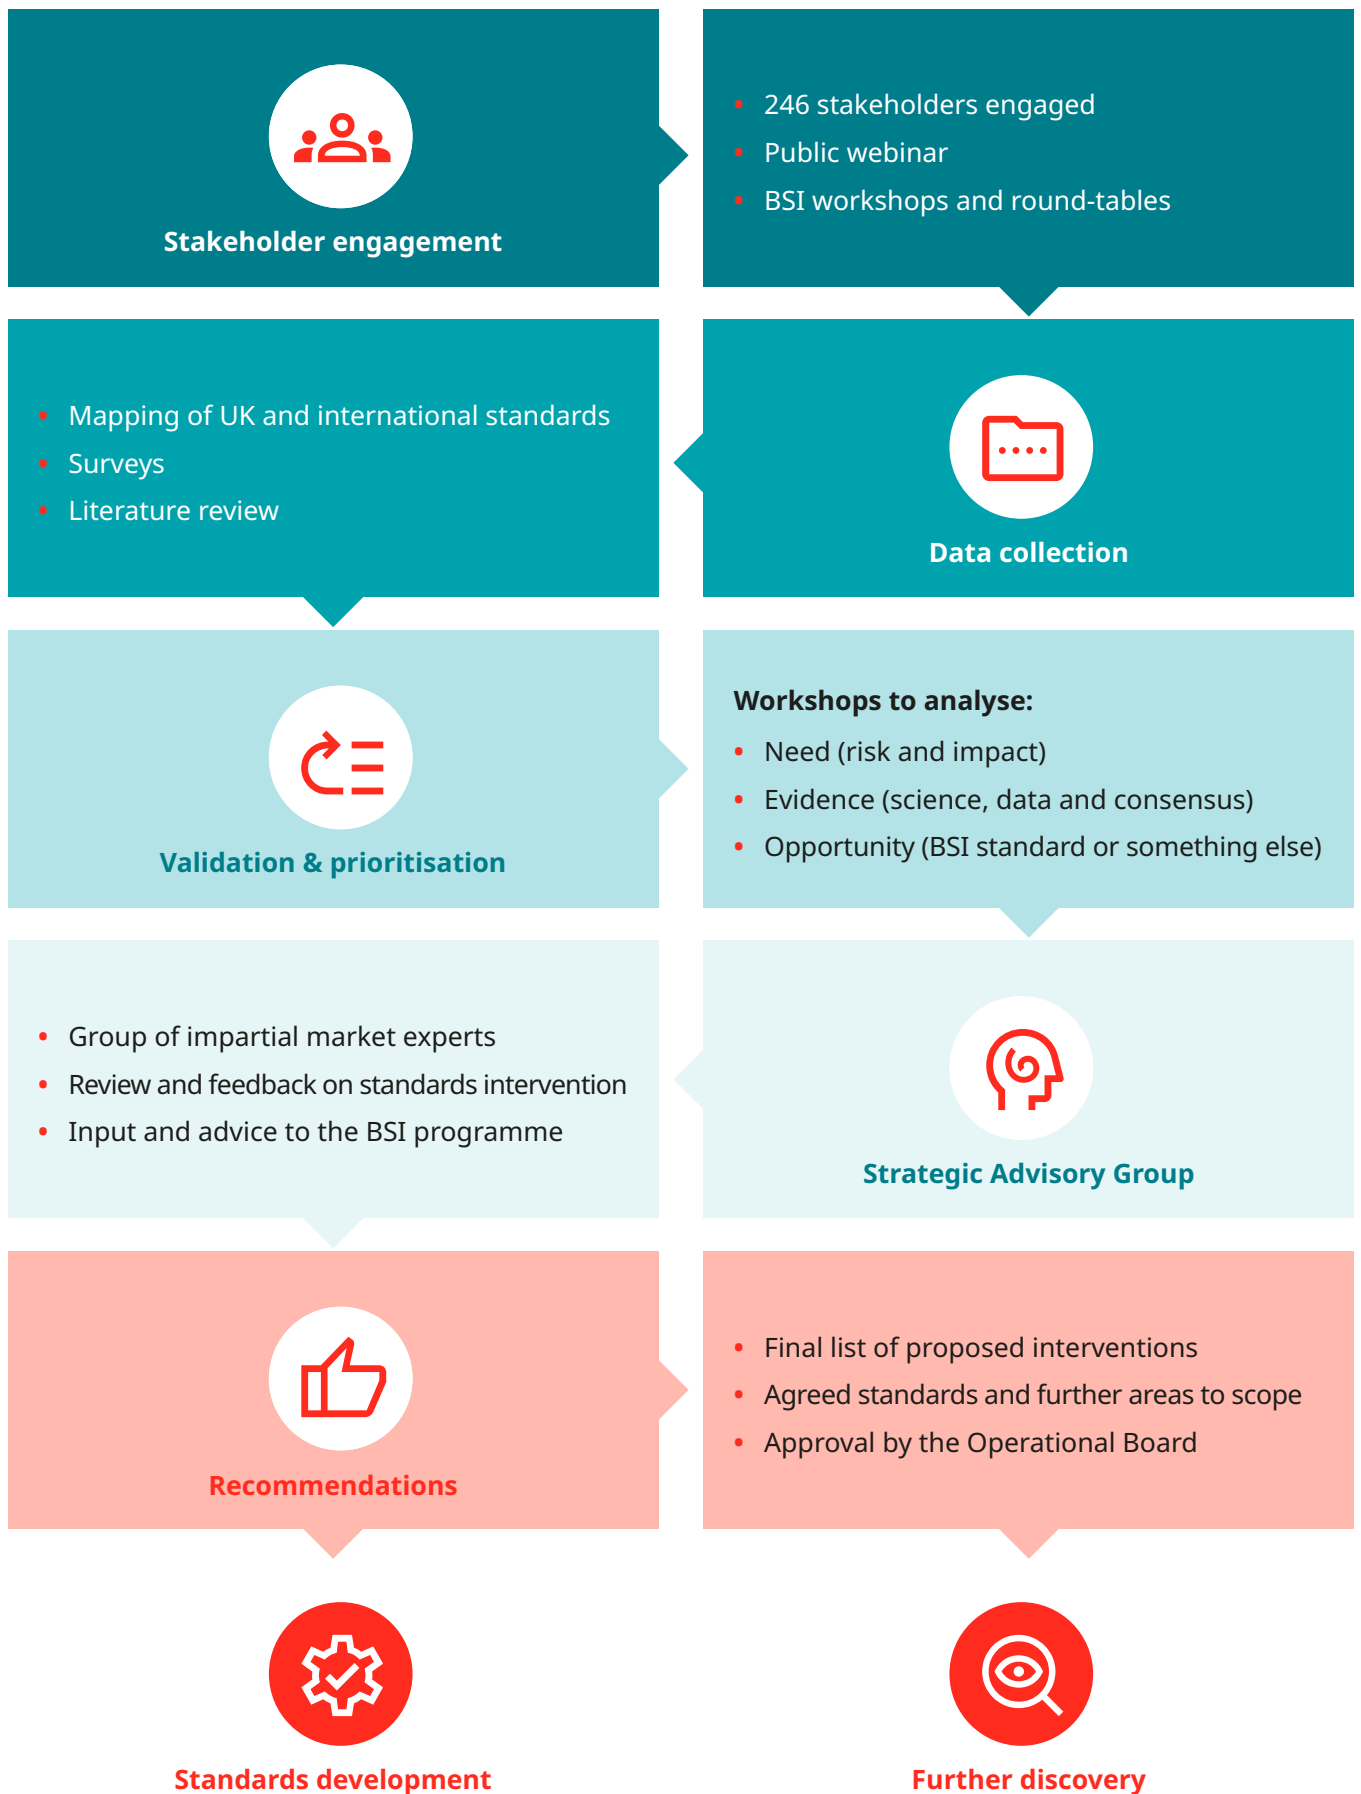 Stakeholder engagement
• 246 stakeholders engaged
• Public webinar
• BSI workshops and round-tables
Data collection
• Mapping of UK and international standards
• Surveys
• Literature review
Validation & prioritisation
Workshops to analyse:
• Need (risk and impact)
• Evidence (science, data and consensus)
• Opportunity (BSI standard or something else)
Strategic Advisory Group
• Group of impartial market experts
• Review and feedback on standards intervention
• Input and advice to the BSI programme
Recommendations
• Final list of proposed interventions
• Agreed standards and further areas to scope
• Approval by the Operational Board
Standards development
Further discovery